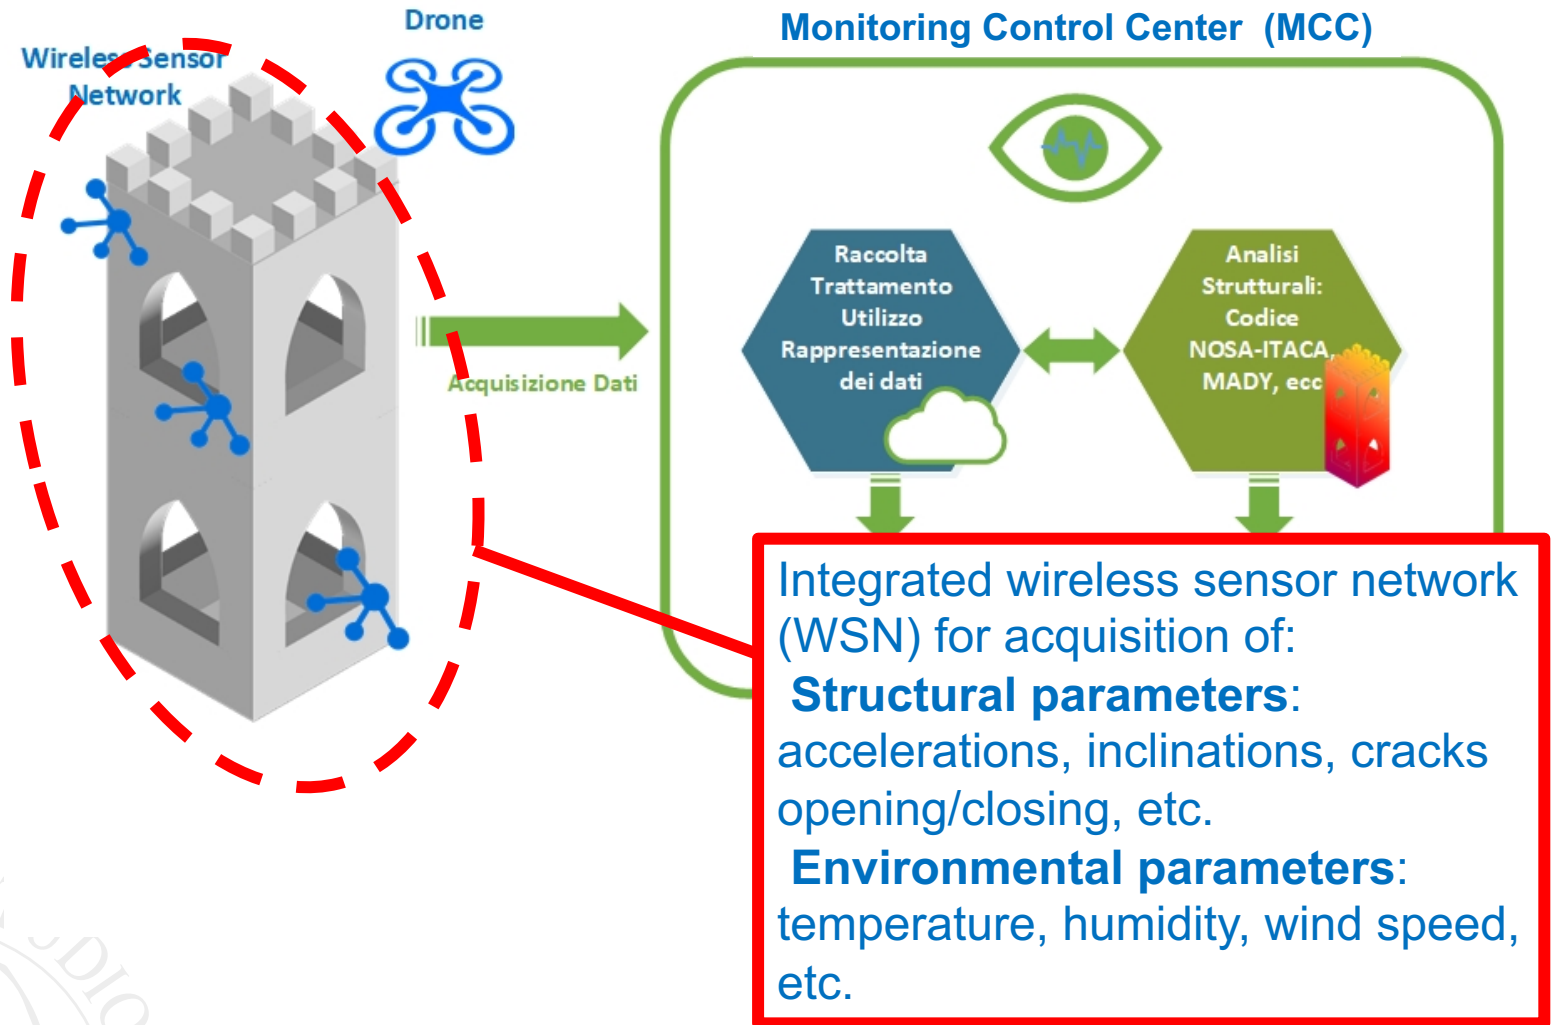 Drone
Wireless Sensor
Network
Monitoring Control Center (MCC)
Raccolta
Trattamento
Utilizzo
Rappresentazione
dei dati
Analisi
Strutturali:
Codice
NOSA-ITACA,
MADY, ecc
Acquisizione Dati
Integrated wireless sensor network
(WSN) for acquisition of:
Structural parameters:
accelerations, inclinations, cracks
opening/closing, etc.
Environmental parameters:
temperature, humidity, wind speed,
etc.